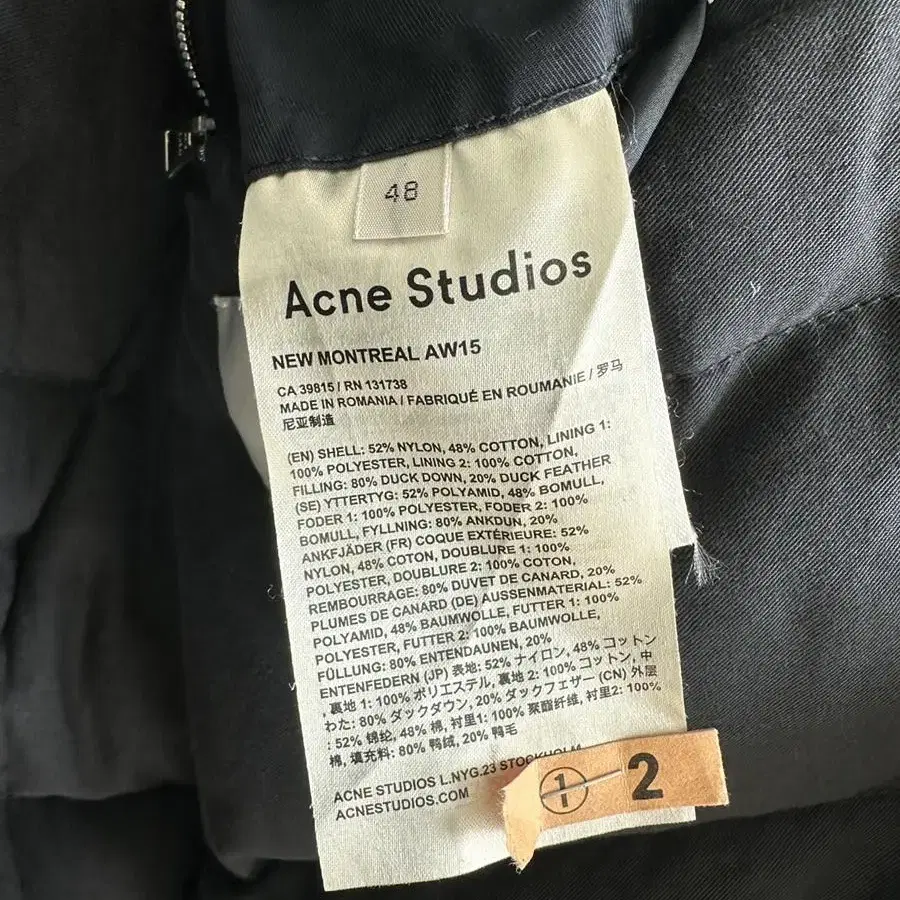 48
Acne Studios
NEW MONTREAL AW15
CA 39815 / RN 131738
MADE IN ROMANIA / FABRIQUÉ EN ROUMANIE / 罗马
尼亚制造
(EN) SHELL: 52% NYLON, 48% COTTON, LINING 1:
100% POLYESTER, LINING 2: 100% COTTON,
FILLING: 80% DUCK DOWN, 20% DUCK FEATHER
(SE) YTTERTYG: 52% POLYAMID, 48% BOMULL,
FODER 1: 100% POLYESTER, FODER 2: 100%
BOMULL, FYLLNING: 80% ANKDUN, 20%
ANKFJÄDER (FR) COQUE EXTÉRIEURE: 52%
NYLON, 48% COTON, DOUBLURE 1: 100%
POLYESTER, DOUBLURE 2: 100% COTON,
REMBOURRAGE: 80% DUVET DE CANARD, 20%
PLUMES DE CANARD (DE) AUSSENMATERIAL: 52%
POLYAMID, 48% BAUMWOLLE, FUTTER 1: 100%
POLYESTER, FUTTER 2: 100% BAUMWOLLE,
FÜLLUNG: 80% ENTENDAUNEN, 20%
ENTENFEDERN (JP) 表地: 52% ナイロン, 48% コットン
, 裏地 1: 100% ポリエステル, 裏地 2: 100% コットン, 中
わた: 80% ダックダウン, 20% ダックフェザー (CN) 外层
: 52% 锦纶, 48% 棉, 衬里1: 100% 聚酯纤维, 衬里2: 100%
棉, 填充料: 80% 鸭绒, 20% 鸭毛
ACNE STUDIOS L.NYG.23 STOCKHOLM
ACNESTUDIOS.COM
1 2